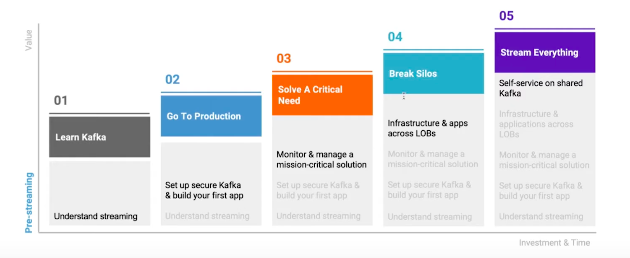 Value
Pre-streaming
01
Learn Kafka
Understand streaming
02
Go To Production
Set up secure Kafka
& build your first app
Understand streaming
03
Solve A Critical
Need
Monitor & manage a
mission-critical solution
Set up secure Kafka &
build your first app
Understand streaming
04
Break Silos
Infrastructure & apps
across LOBs
Monitor & manage a
mission-critical solution
Set up secure Kafka &
build your first app
Understand streaming
05
Stream Everything
Self-service on shared
Kafka
Infrastructure &
applications across
LOBs
Monitor & manage a
mission-critical solution
Set up secure Kafka &
build your first app
Understand streaming
Investment & Time